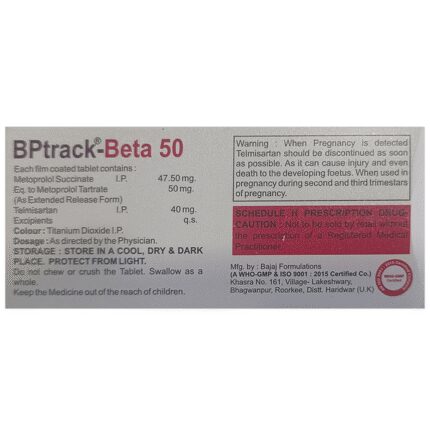 BPtrack®-Beta 50
Each film coated tablet contains :
Metoprolol Succinate I.P. 47.50 mg.
Eq. to Metoprolol Tartrate 50 mg.
(As Extended Release Form)
Telmisartan I.P. 40 mg.
Excipients q.s.
Colour : Titanium Dioxide I.P.
Dosage : As directed by the Physician.
STORAGE : STORE IN A COOL, DRY & DARK
PLACE. PROTECT FROM LIGHT.
Do not chew or crush the Tablet. Swallow as a
whole.
Keep the Medicine out of the reach of child.
Warning : When Pregnancy is detected
Telmisartan should be discontinued as soon
as possible. As it can cause injury and even
death to the developing foetus. When used in
pregnancy during second and third trimesters
of pregnancy.
SCHEDULE H PRESCRIPTION DRUG-
CAUTION : Not to be sold by retail without
the prescription of a Registered Medical
Practitioner.
Mfg. by : Bajaj Formulations
(A WHO-GMP & ISO 9001 : 2015 Certified Co.)
Khasra No. 161, Village- Lakeshwary,
Bhagwanpur, Roorkee, Distt. Haridwar (U.K)
WHO-GMP
Certified